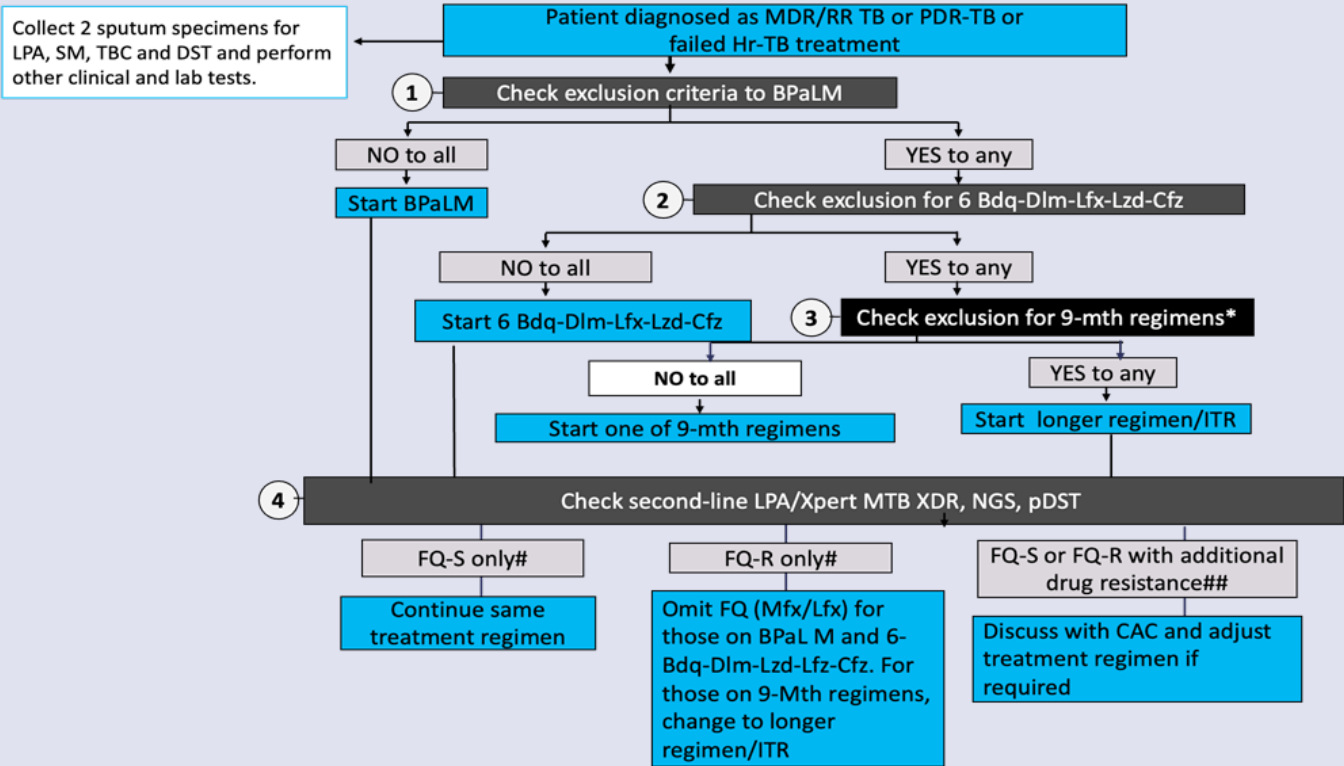 Collect 2 sputum specimens for
LPA, SM, TBC and DST and perform
other clinical and lab tests.
Patient diagnosed as MDR/RR TB or PDR-TB or
failed Hr-TB treatment
1
Check exclusion criteria to BPaLM
NO to all
YES to any
Start BPaLM
2
Check exclusion for 6 Bdq-Dlm-Lfx-Lzd-Cfz
NO to all
YES to any
Start 6 Bdq-Dlm-Lfx-Lzd-Cfz
3
Check exclusion for 9-mth regimens*
NO to all
YES to any
Start one of 9-mth regimens
Start longer regimen/ITR
4
Check second-line LPA/Xpert MTB XDR, NGS, pDST
FQ-S only#
Continue same
treatment regimen
FQ-R only#
Omit FQ (Mfx/Lfx) for
those on BPaL M and 6-
Bdq-Dlm-Lzd-Lfz-Cfz. For
those on 9-Mth regimens,
change to longer
regimen/ITR
FQ-S or FQ-R with additional
drug resistance##
Discuss with CAC and adjust
treatment regimen if
required